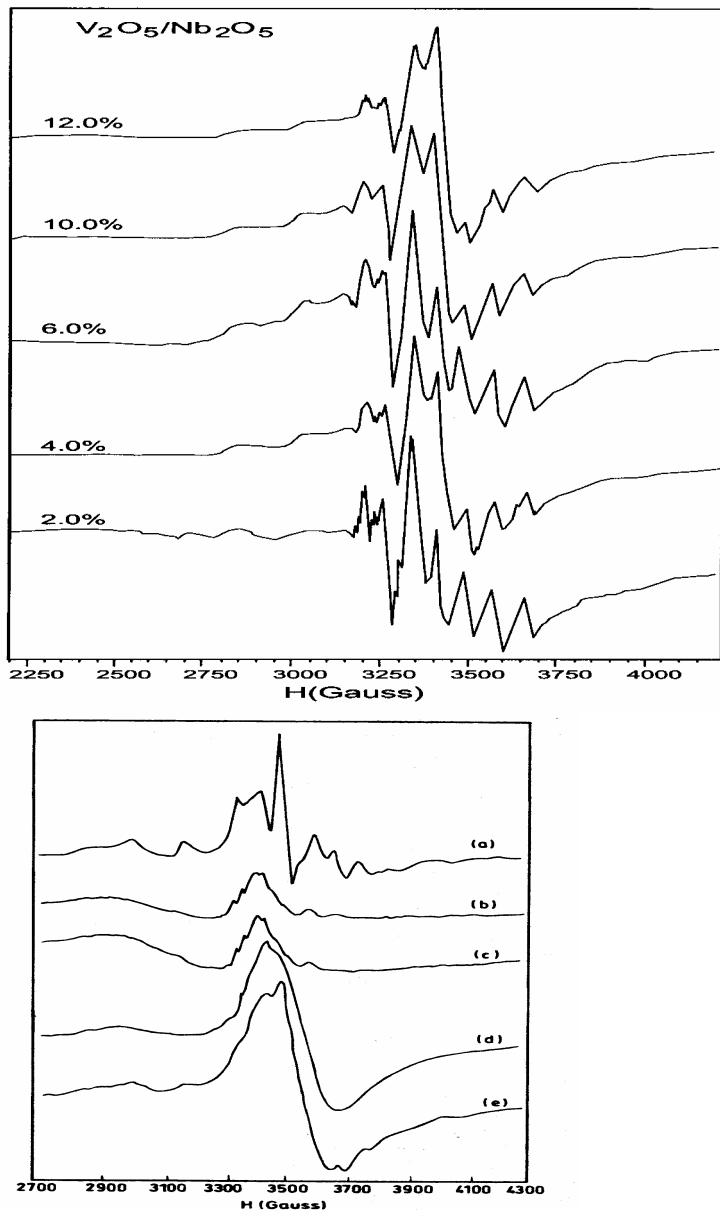 V₂O₅/Nb₂O₅
12.0%
10.0%
6.0%
4.0%
2.0%
2250 2500 2750 3000 3250 3500 3750 4000
H(Gauss)
(a)
(b)
(c)
(d)
(e)
2700 2900 3100 3300 3500 3700 3900 4100 4300
H (Gauss)